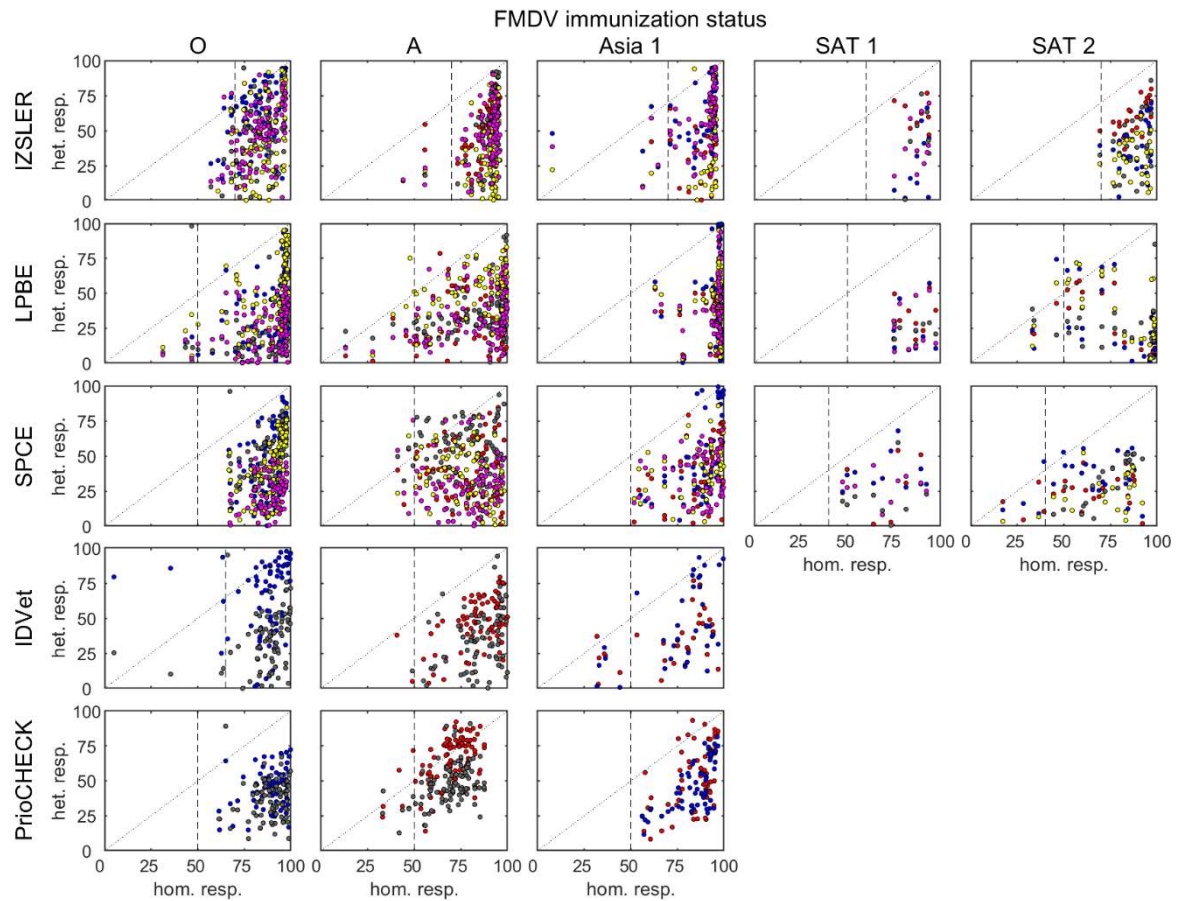 FMDV immunization status
O A Asia 1 SAT 1 SAT 2
IZSLER
het. resp.
100
75
50
25
0
LPBE
het. resp.
100
75
50
25
0
SPCE
het. resp.
100
75
50
25
0
0 25 50 75 100 0 25 50 75 100
hom. resp. hom. resp.
IDVet
het. resp.
100
75
50
25
0
PrioCHECK
het. resp.
100
75
50
25
0
0 25 50 75 100 0 25 50 75 100 0 25 50 75 100
hom. resp. hom. resp. hom. resp.